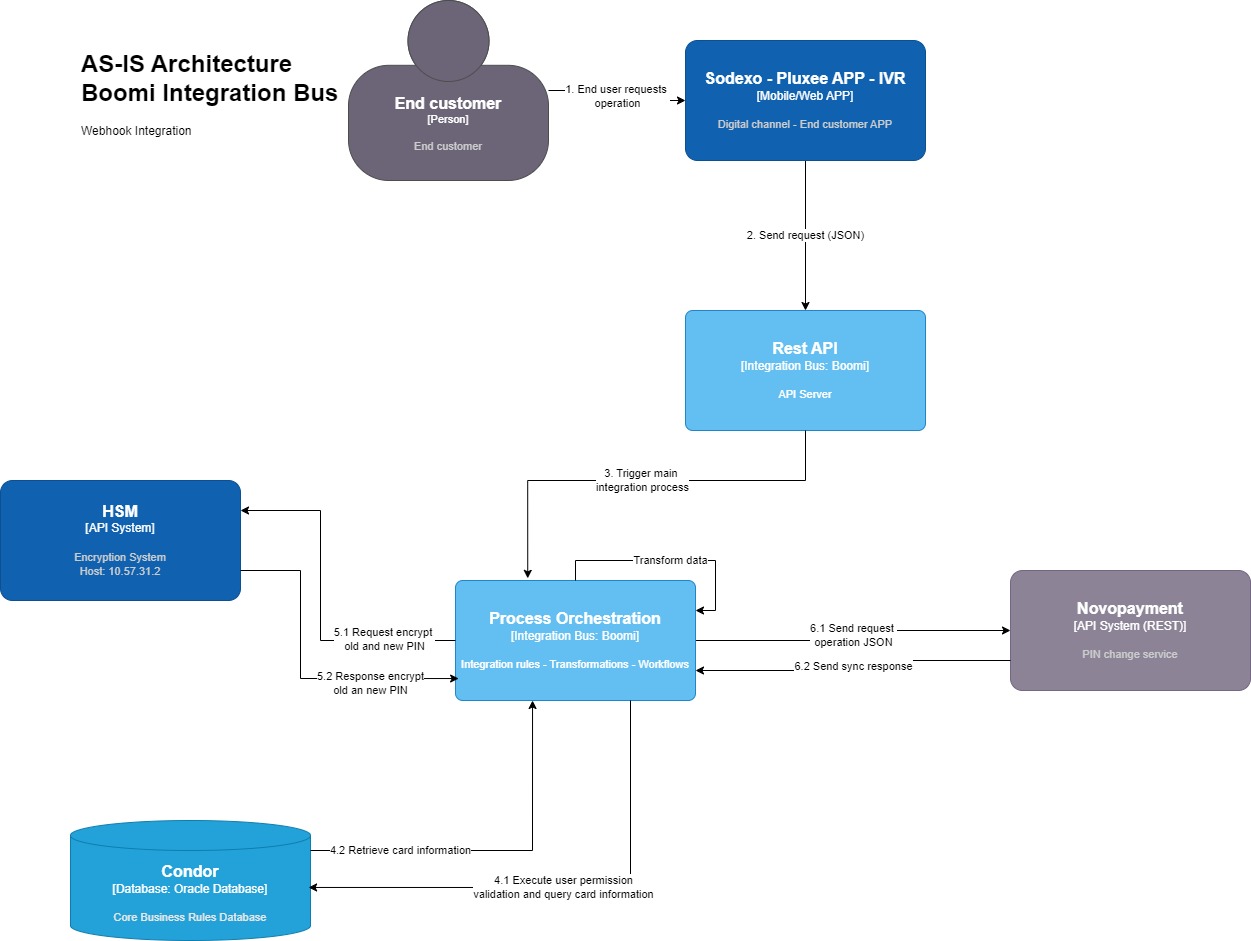 AS-IS Architecture
Boomi Integration Bus
Webhook Integration
End customer
[Person]
End customer
1. End user requests
operation
Sodexo - Pluxee APP - IVR
[Mobile/Web APP]
Digital channel - End customer APP
2. Send request (JSON)
Rest API
[Integration Bus: Boomi]
API Server
3. Trigger main
integration process
HSM
[API System]
Encryption System
Host: 10.57.31.2
Transform data
Process Orchestration
[Integration Bus: Boomi]
Integration rules - Transformations - Workflows
5.1 Request encrypt
old and new PIN
5.2 Response encrypt
old an new PIN
6.1 Send request
operation JSON
6.2 Send sync response
Novopayment
[API System (REST)]
PIN change service
4.2 Retrieve card information
4.1 Execute user permission
validation and query card information
Condor
[Database: Oracle Database]
Core Business Rules Database